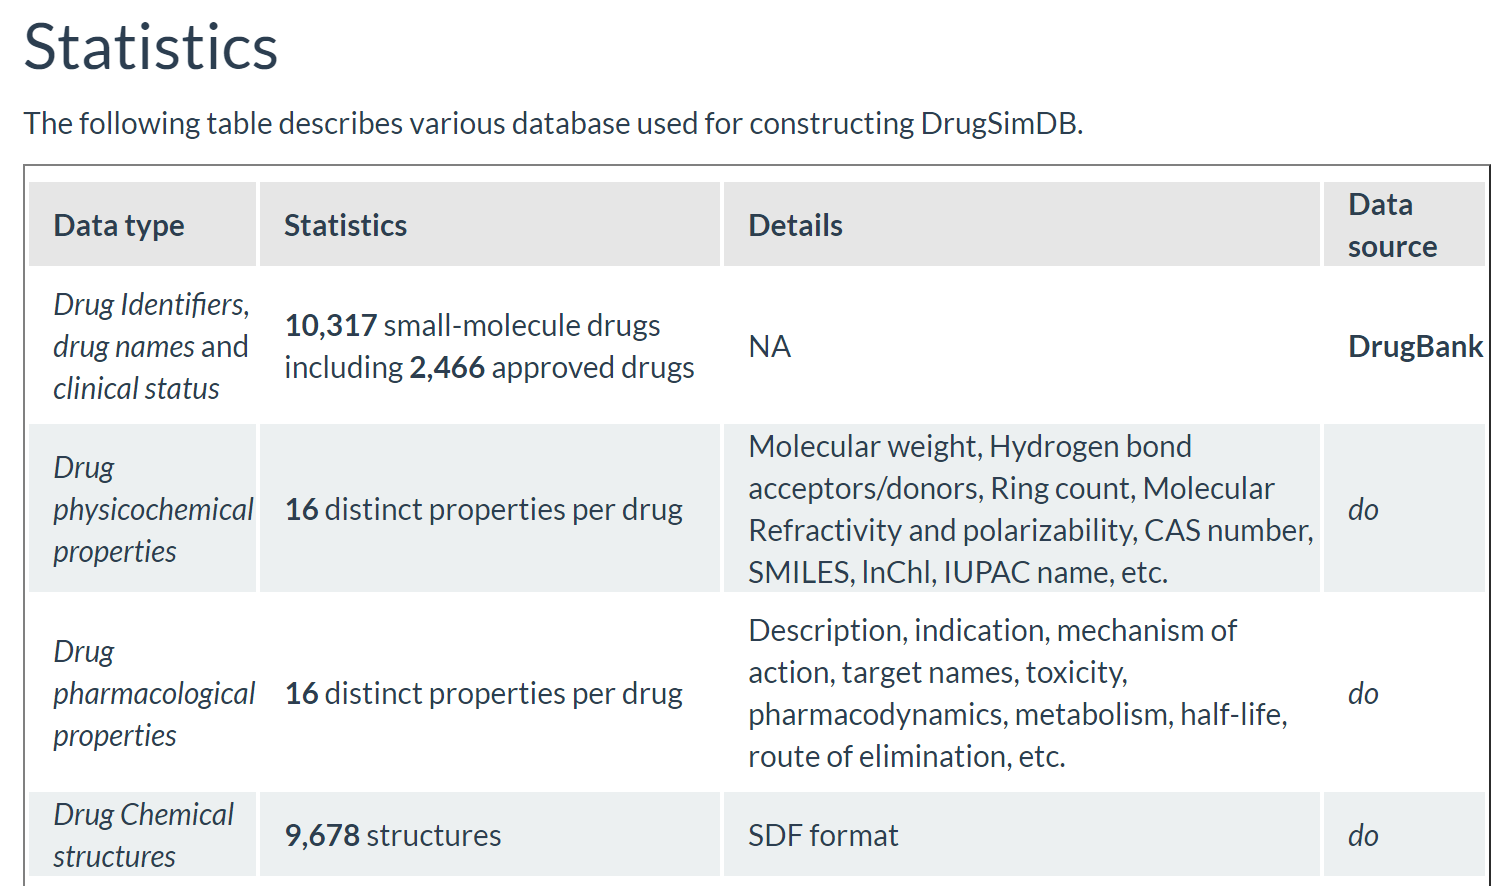 Statistics
The following table describes various database used for constructing DrugSimDB.
Data type
Statistics
Details
Data
source
Drug Identifiers,
drug names and
clinical status
10,317 small-molecule drugs
including 2,466 approved drugs
NA
DrugBank
Drug
physicochemical
properties
16 distinct properties per drug
Molecular weight, Hydrogen bond
acceptors/donors, Ring count, Molecular
Refractivity and polarizability, CAS number,
SMILES, lnChl, IUPAC name, etc.
do
Drug
pharmacological
properties
16 distinct properties per drug
Description, indication, mechanism of
action, target names, toxicity,
pharmacodynamics, metabolism, half-life,
route of elimination, etc.
do
Drug Chemical
structures
9,678 structures
SDF format
do